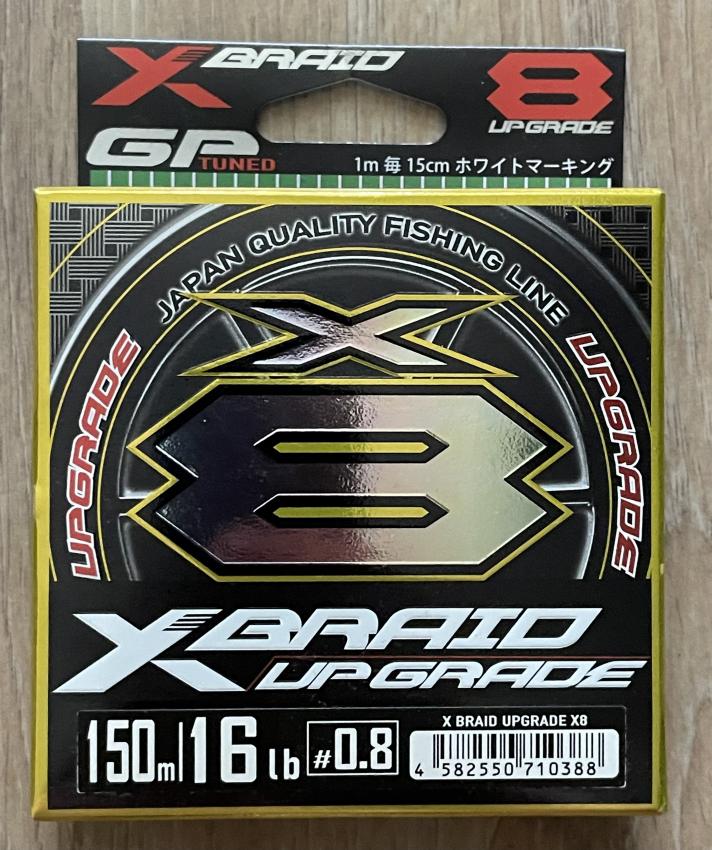 X BRAID
8
UPGRADE
GP TUNED
1m 毎 15cm ホワイトマーキング
JAPAN QUALITY FISHING LINE
UPGRADE
UPGRADE
X
8
X BRAID
UPGRADE
150m 16lb #0.8
X BRAID UPGRADE X8
4 582550 710388